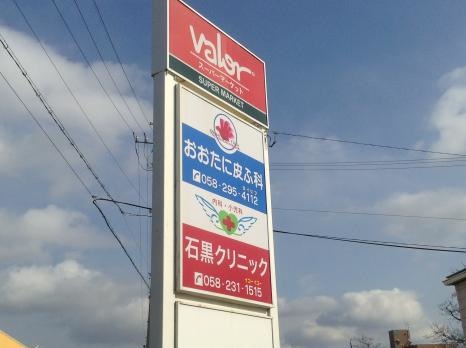 valor
スーパーマーケット
SUPER MARKET
おおたに皮ふ科
058-295-4112
内科・小児科
石黒クリニック
058-231-1515